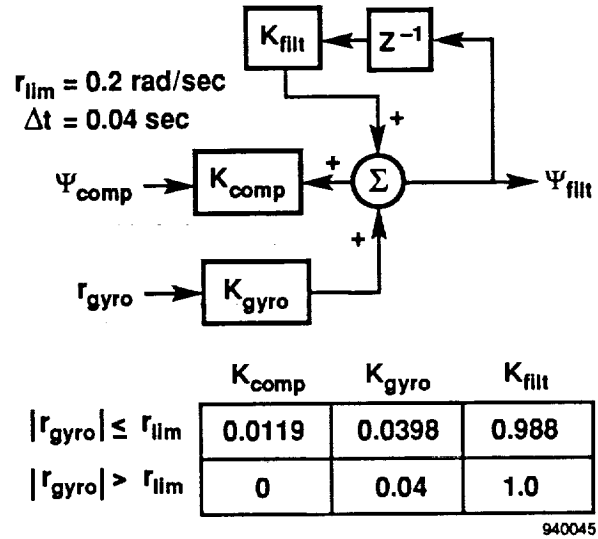 K_filt
Z⁻¹
r_lim = 0.2 rad/sec
Δt = 0.04 sec
+
Ψ_comp
K_comp
+
Σ
Ψ_filt
+
r_gyro
K_gyro
K_comp K_gyro K_filt
|r_gyro| ≤ r_lim 0.0119 0.0398 0.988
|r_gyro| > r_lim 0 0.04 1.0
940045